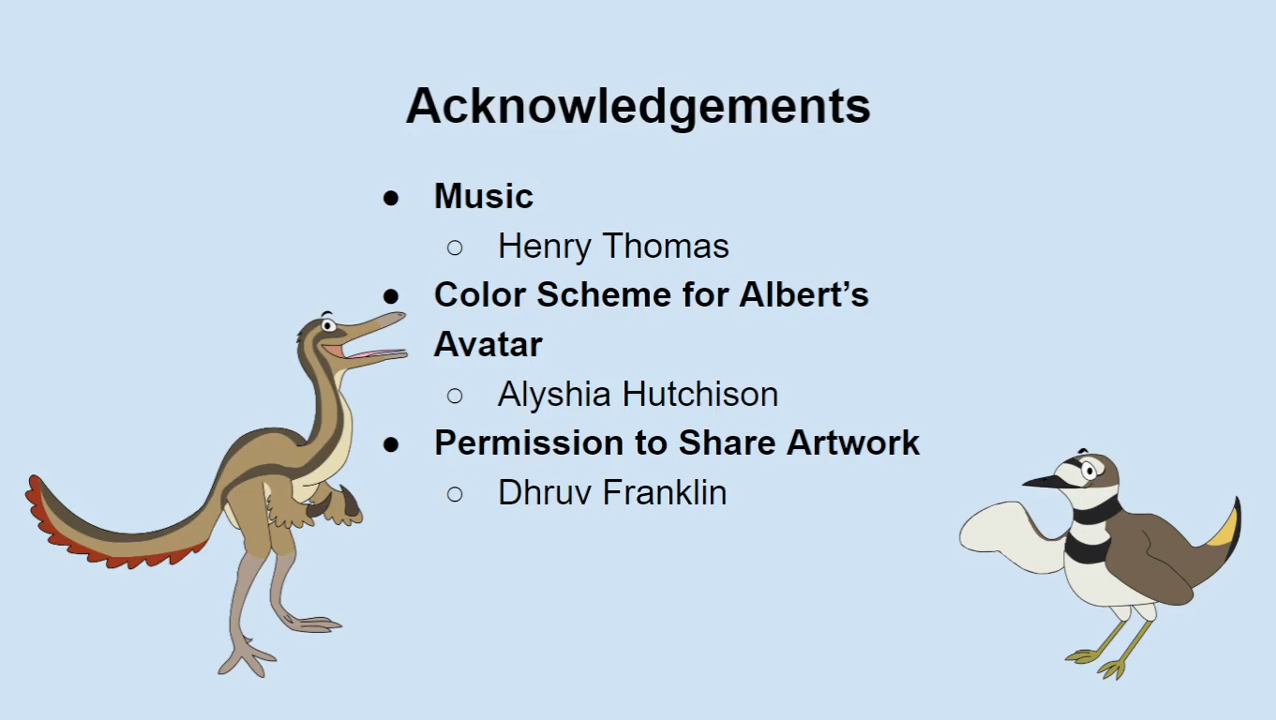 Acknowledgements
● Music
○ Henry Thomas
● Color Scheme for Albert’s
Avatar
○ Alyshia Hutchison
● Permission to Share Artwork
○ Dhruv Franklin